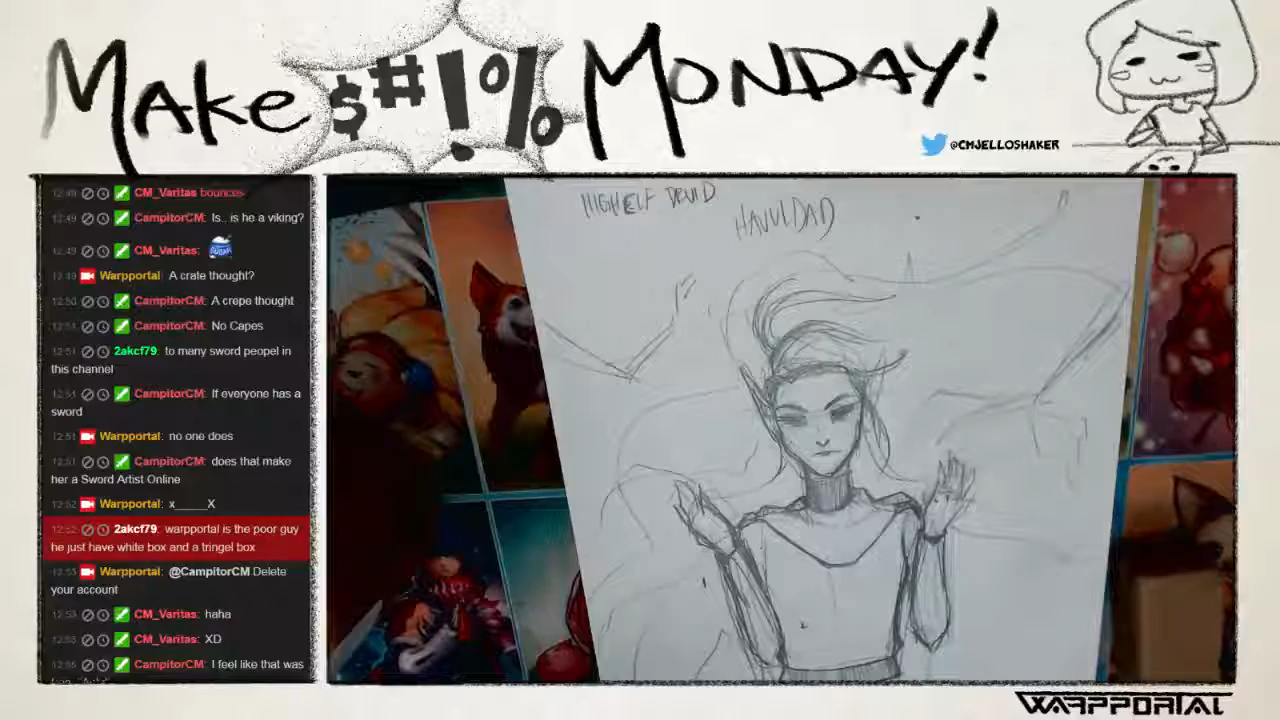 MAKE $#!% MONDAY!
@CMJELLOSHAKER
12:49 CM_Varitas bounces
12:49 CampitorCM: Is.. is he a viking?
12:49 CM_Varitas:
12:49 Warpportal: A crate thought?
12:50 CampitorCM: A crepe thought
12:51 CampitorCM: No Capes
12:51 2akcf79: to many sword peopel in
this channel
12:51 CampitorCM: If everyone has a
sword
12:51 Warpportal: no one does
12:51 CampitorCM: does that make
her a Sword Artist Online
12:52 Warpportal: x_____X
12:52 2akcf79: warpportal is the poor guy
he just have white box and a tringel box
12:53 Warpportal: @CampitorCM Delete
your account
12:53 CM_Varitas: haha
12:53 CM_Varitas: XD
12:55 CampitorCM: I feel like that was
HIGH ELF DRUID
WARPPORTAL